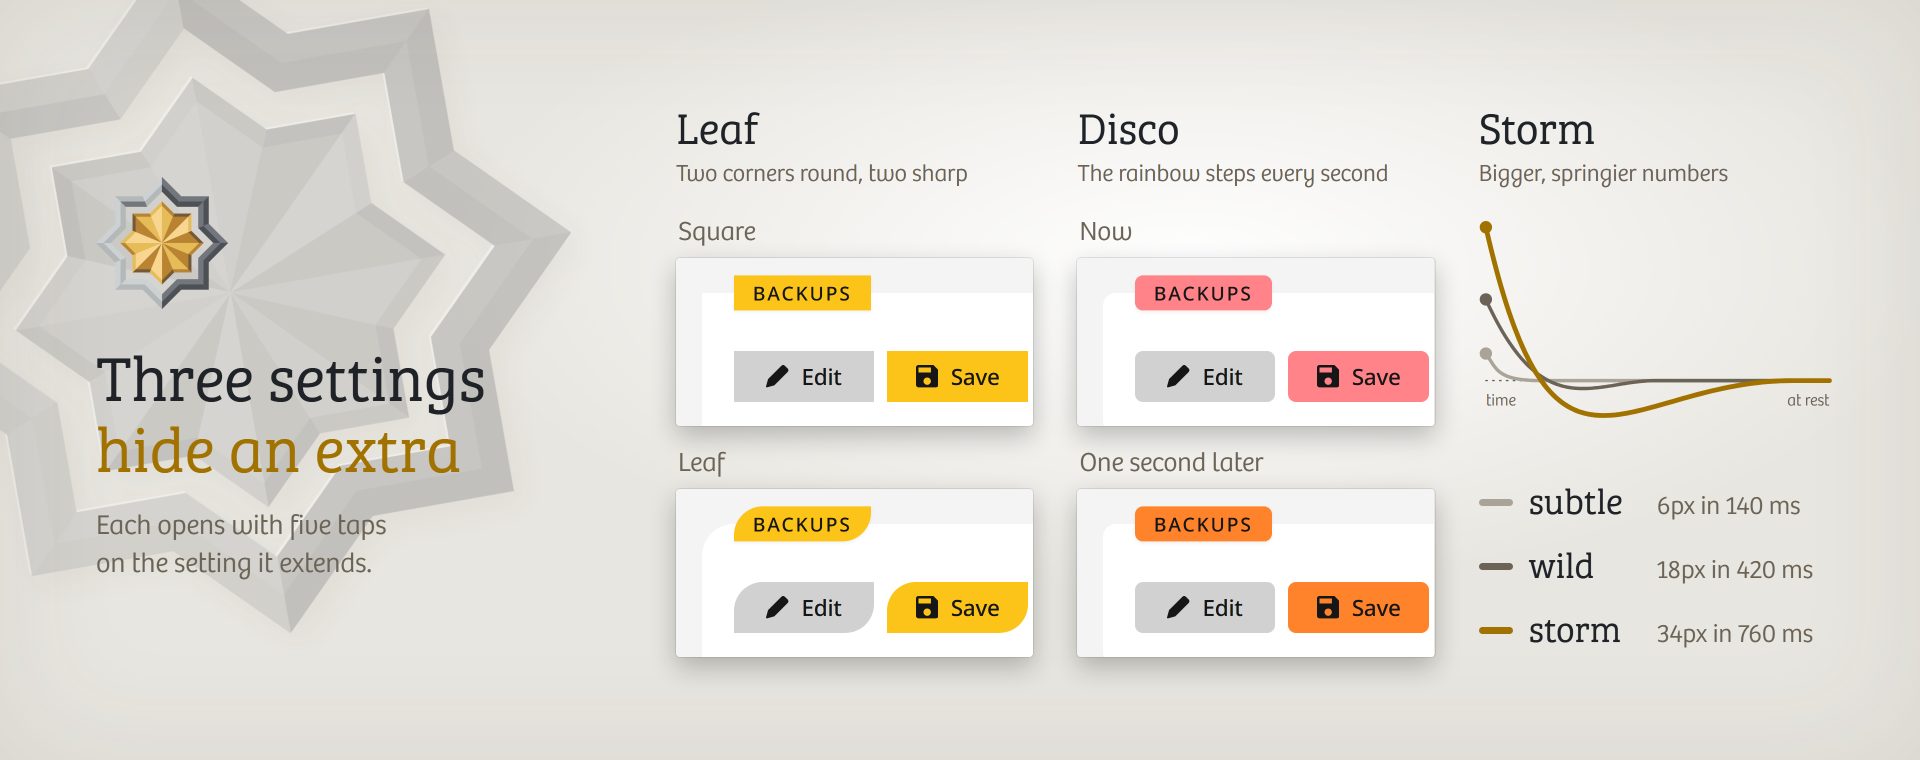 Three settings
hide an extra
Each opens with five taps
on the setting it extends.
Leaf
Two corners round, two sharp
Square
BACKUPS
Edit
Save
Leaf
BACKUPS
Edit
Save
Disco
The rainbow steps every second
Now
BACKUPS
Edit
Save
One second later
BACKUPS
Edit
Save
Storm
Bigger, springier numbers
time
at rest
subtle 6px in 140 ms
wild 18px in 420 ms
storm 34px in 760 ms